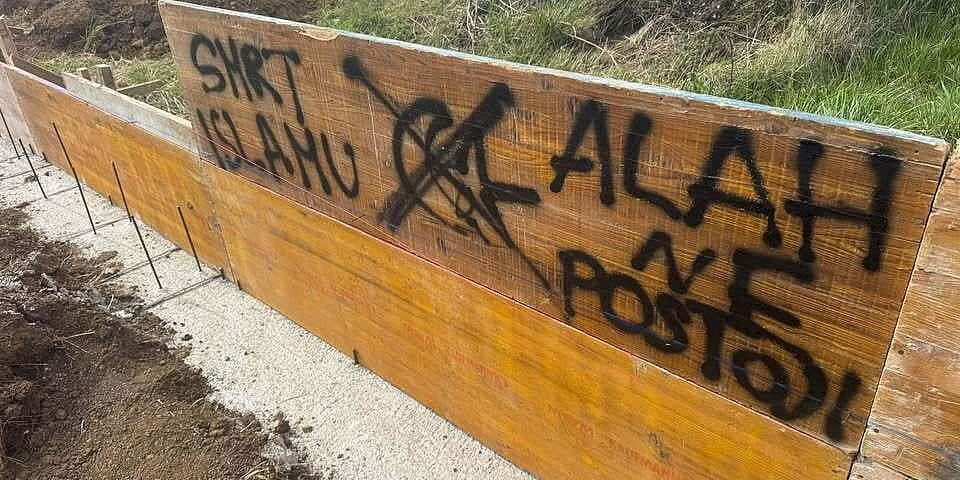 SMRT
ISLAMU
ALAH
NE
POSTOJI